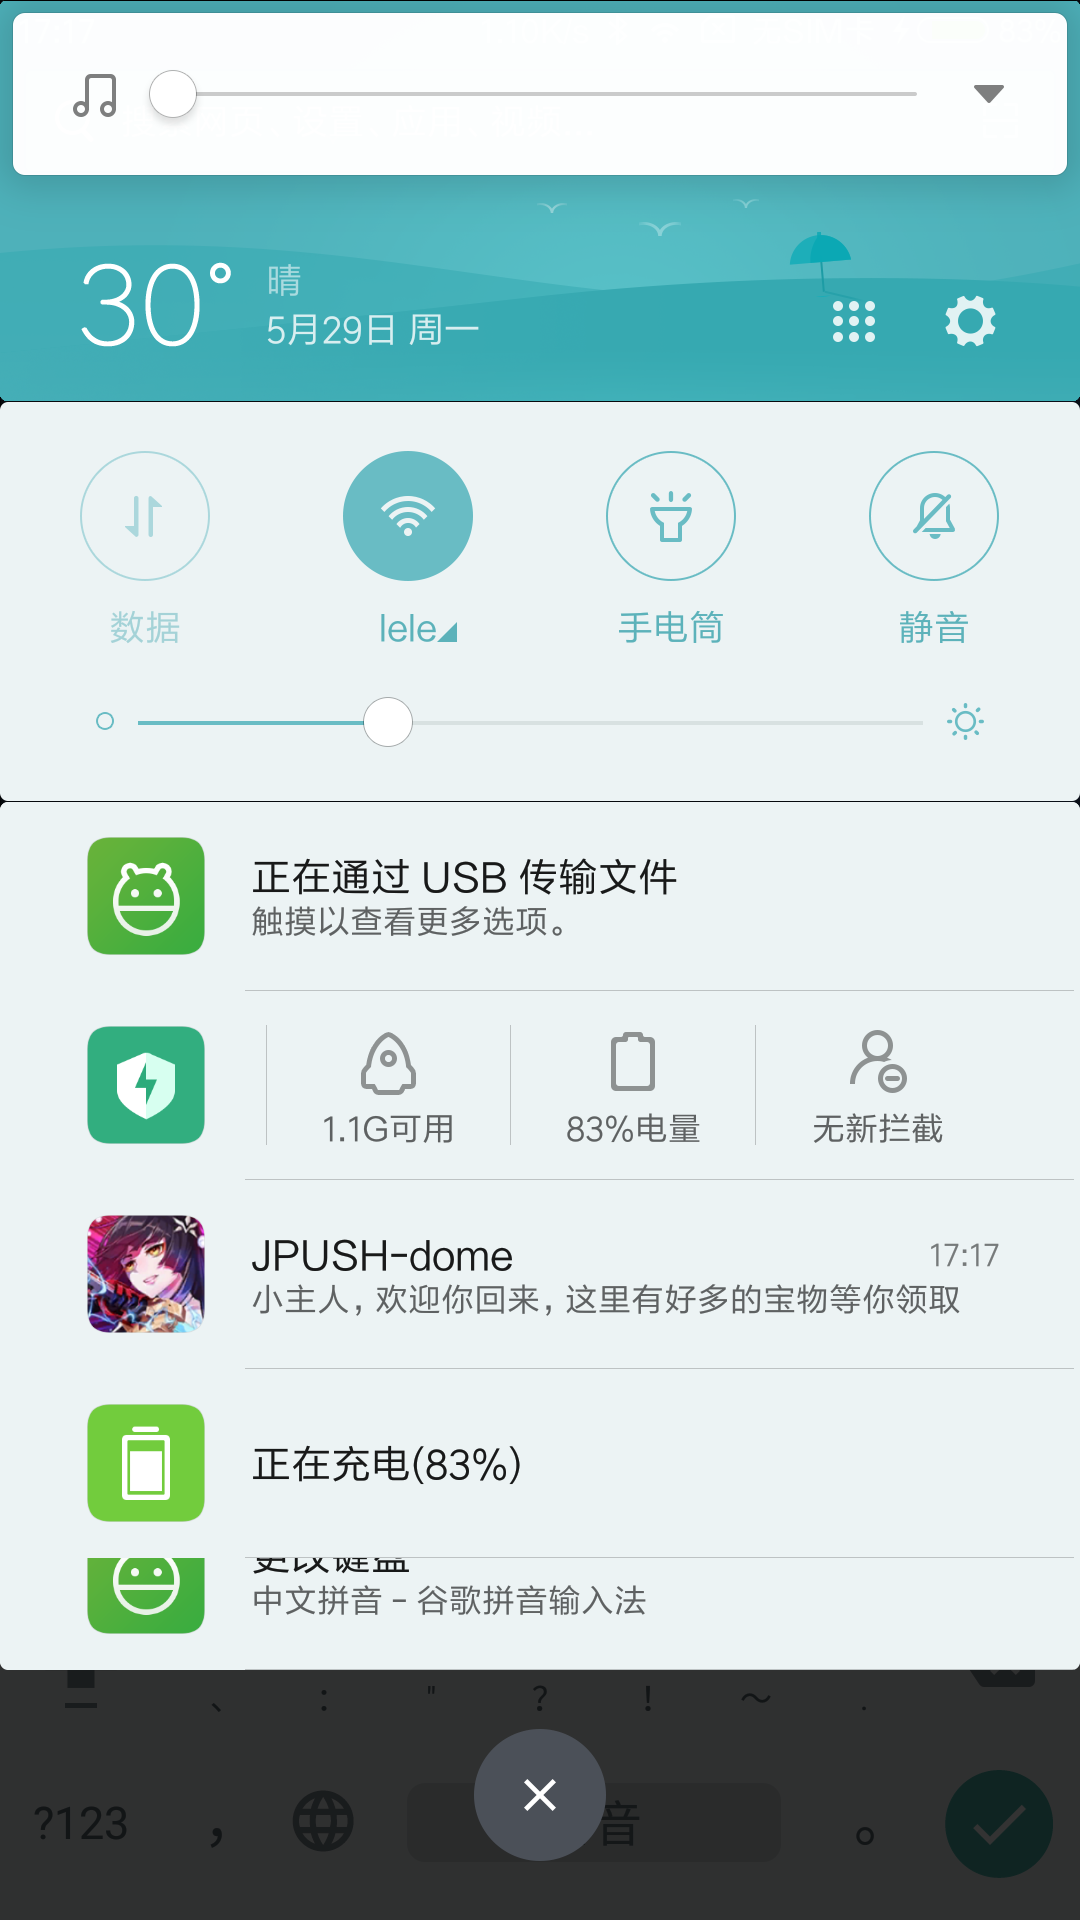 30°
晴
5月29日 周一
数据
lele
手电筒
静音
正在通过 USB 传输文件
触摸以查看更多选项。
1.1G可用
83%电量
无新拦截
JPUSH-dome
17:17
小主人，欢迎你回来，这里有好多的宝物等你领取
正在充电(83%)
更改键盘
中文拼音 - 谷歌拼音输入法
、 : " ? ! ～ .
?123 ， 音 。